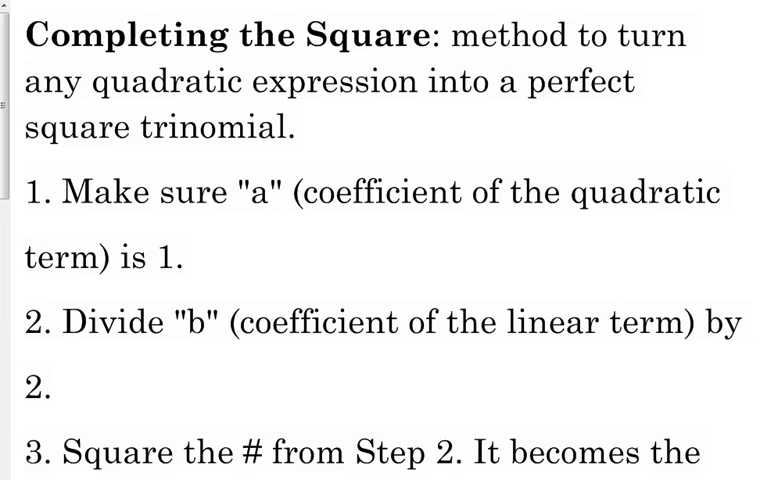 Completing the Square: method to turn
any quadratic expression into a perfect
square trinomial.
1. Make sure "a" (coefficient of the quadratic
term) is 1.
2. Divide "b" (coefficient of the linear term) by
2.
3. Square the # from Step 2. It becomes the